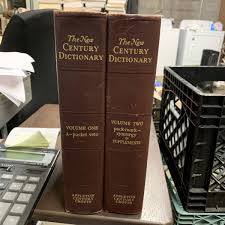 The New
CENTURY
DICTIONARY
VOLUME ONE
A-pocket veto
APPLETON
CENTURY
CROFTS
The New
CENTURY
DICTIONARY
VOLUME TWO
pockmark-
zymurgy
SUPPLEMENTS
APPLETON
CENTURY
CROFTS